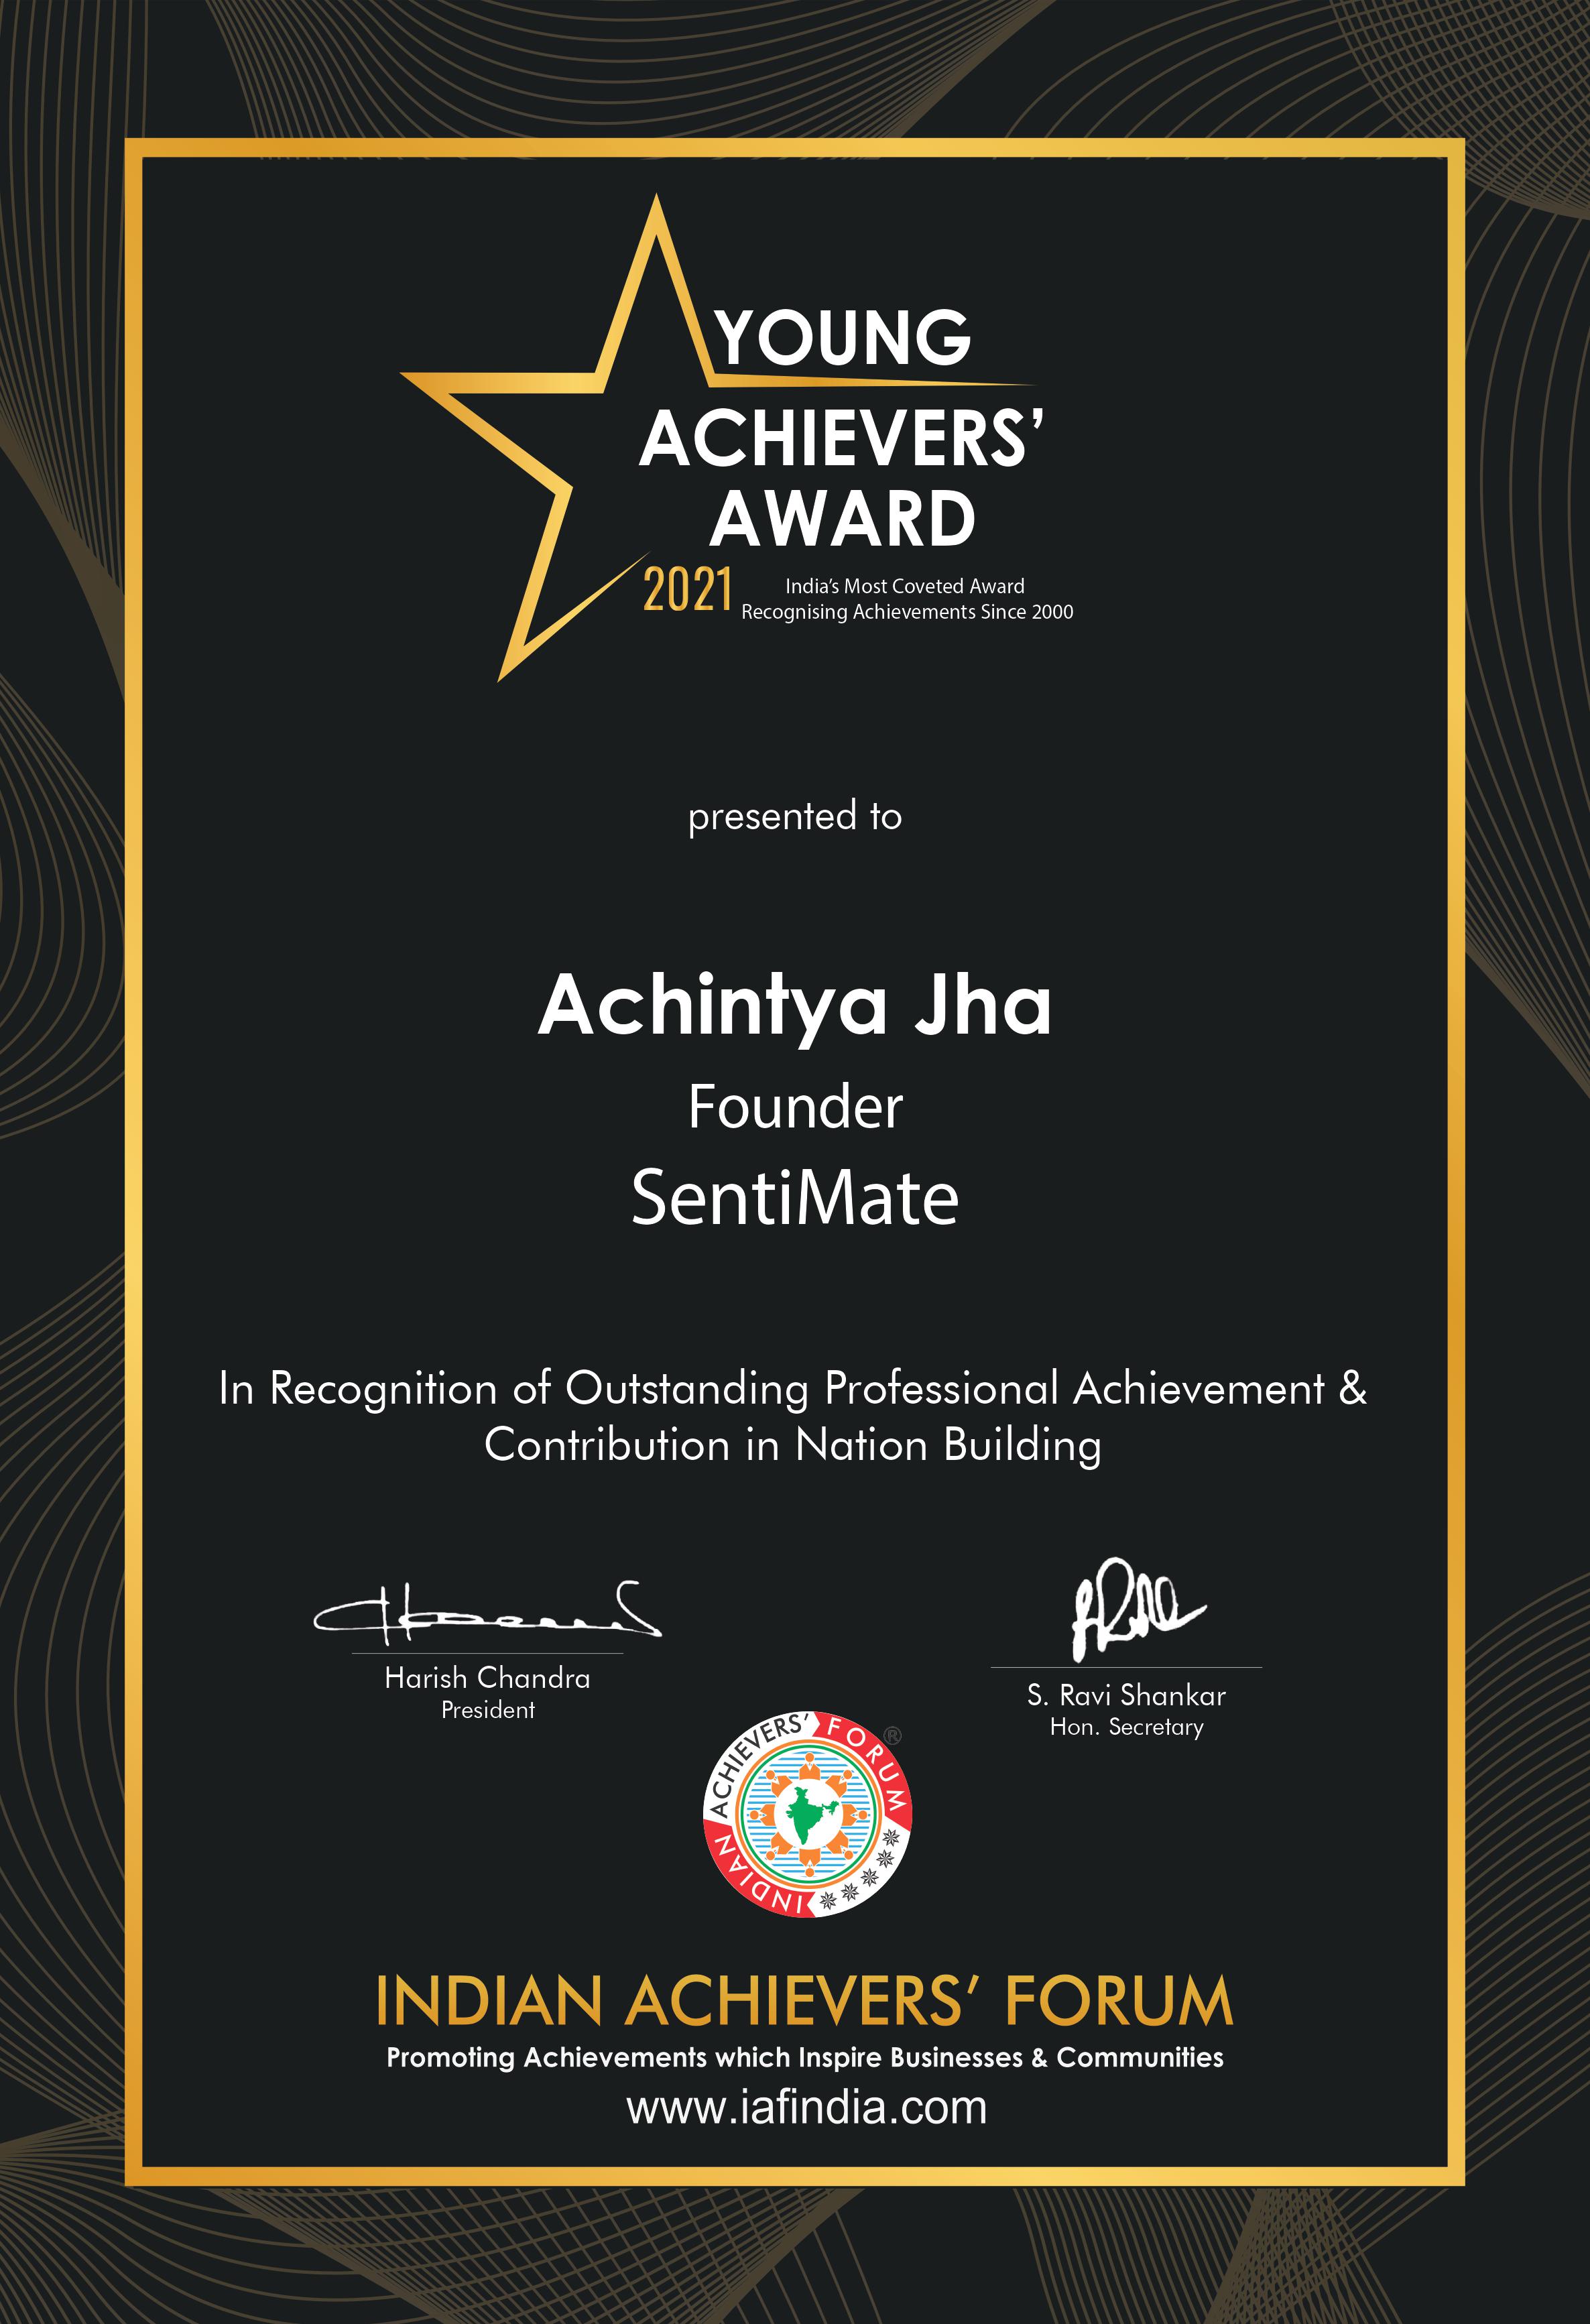 YOUNG
ACHIEVERS’
AWARD
2021
India’s Most Coveted Award
Recognising Achievements Since 2000
presented to
Achintya Jha
Founder
SentiMate
In Recognition of Outstanding Professional Achievement &
Contribution in Nation Building
Harish Chandra
President
S. Ravi Shankar
Hon. Secretary
INDIAN ACHIEVERS’ FORUM ®
INDIAN ACHIEVERS’ FORUM
Promoting Achievements which Inspire Businesses & Communities
www.iafindia.com